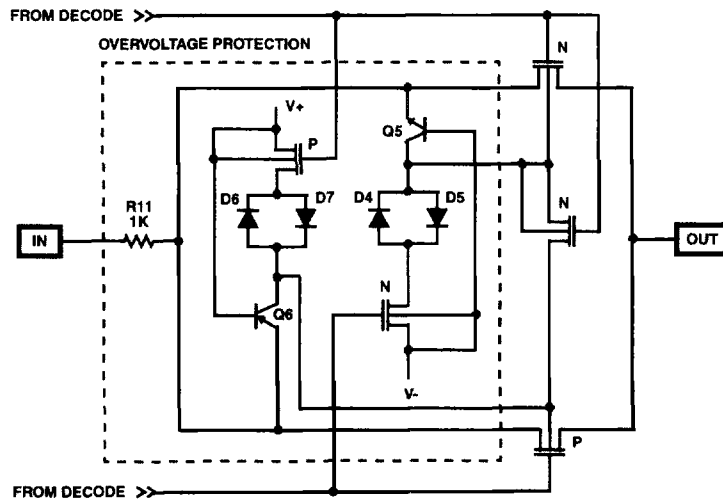 FROM DECODE
OVERVOLTAGE PROTECTION
N
V+
Q5
P
D6
D7
D4
D5
R11
1K
N
IN
OUT
N
Q6
V-
P
FROM DECODE